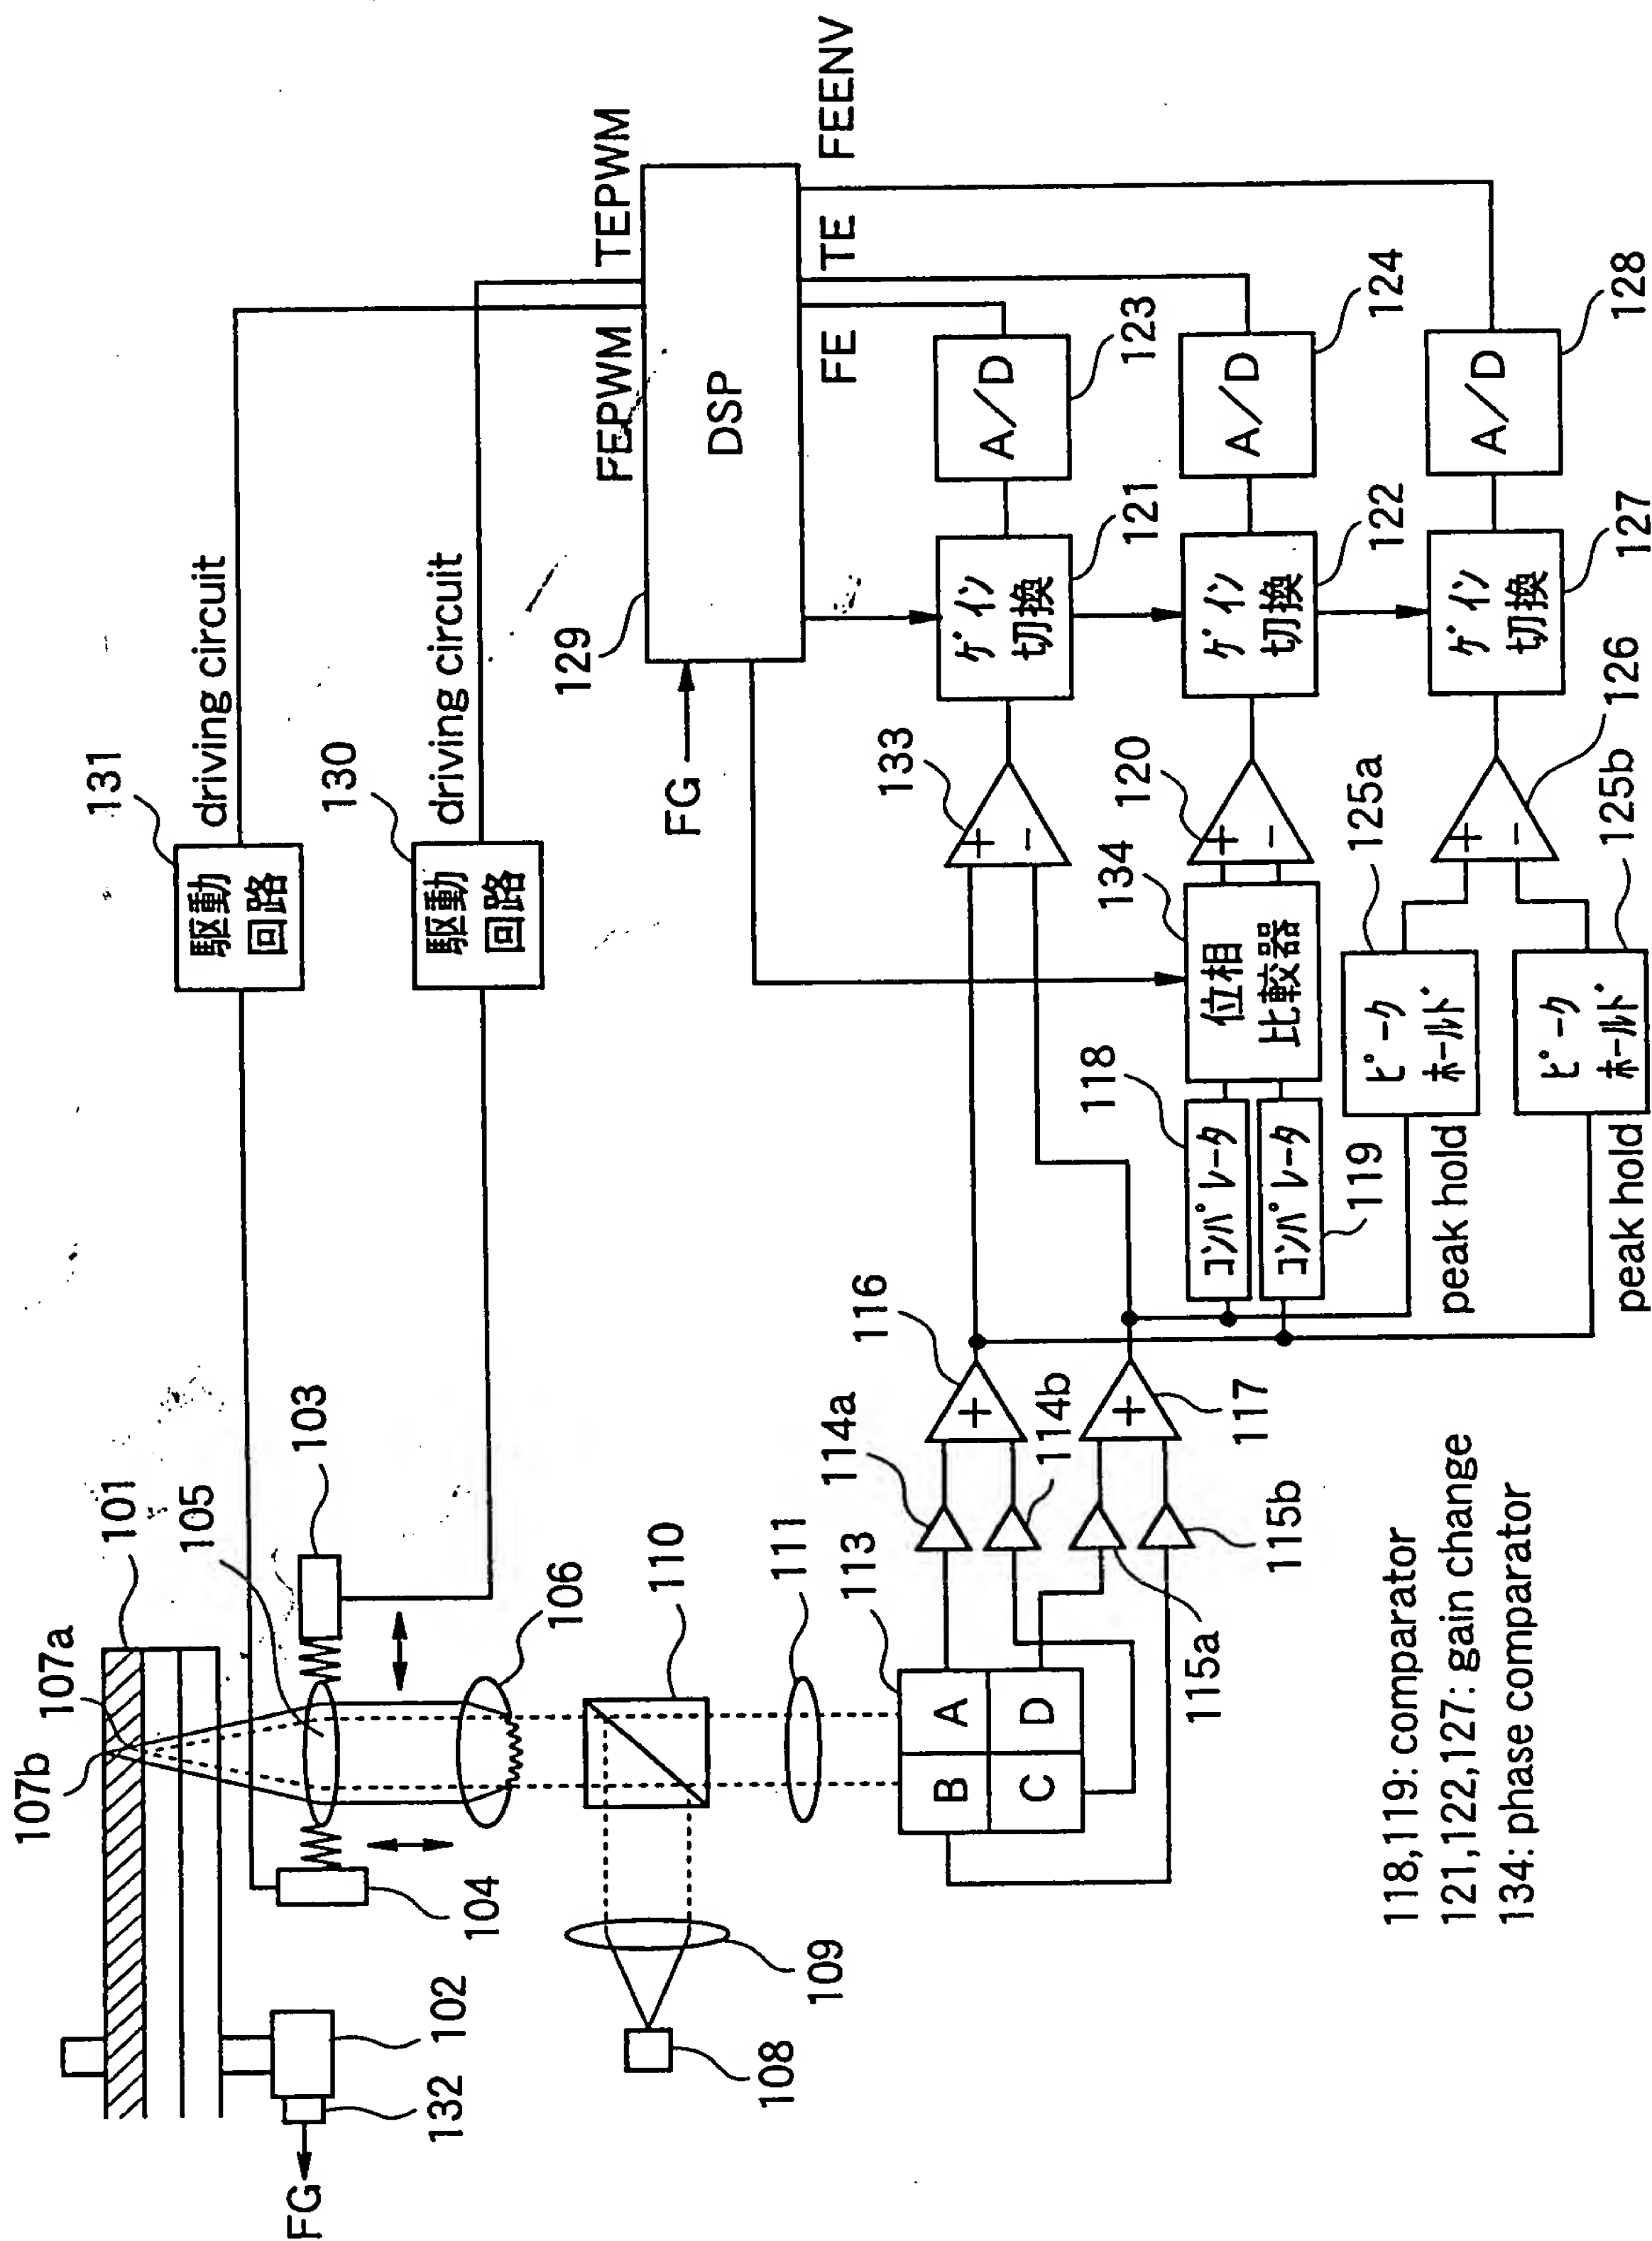 107b
107a
101
105
103
104
106
102
132
FG
108
109
110
111
113
A
B
C
D
114a
114b
115a
115b
116
117
131
driving circuit
駆動
回路
130
driving circuit
駆動
回路
FEPWM
TEPWM
129
DSP
FG
FE
TE
FEENV
133
+
-
ゲイン
切換
121
A/D
123
118
コンパレータ
コンパレータ
119
134
位相
比較器
120
+
-
ゲイン
切換
122
A/D
124
125a
ピーク
ホールド
peak hold
125b
ピーク
ホールド
peak hold
126
+
-
ゲイン
切換
127
A/D
128
+
+
118,119: comparator
121,122,127: gain change
134: phase comparator